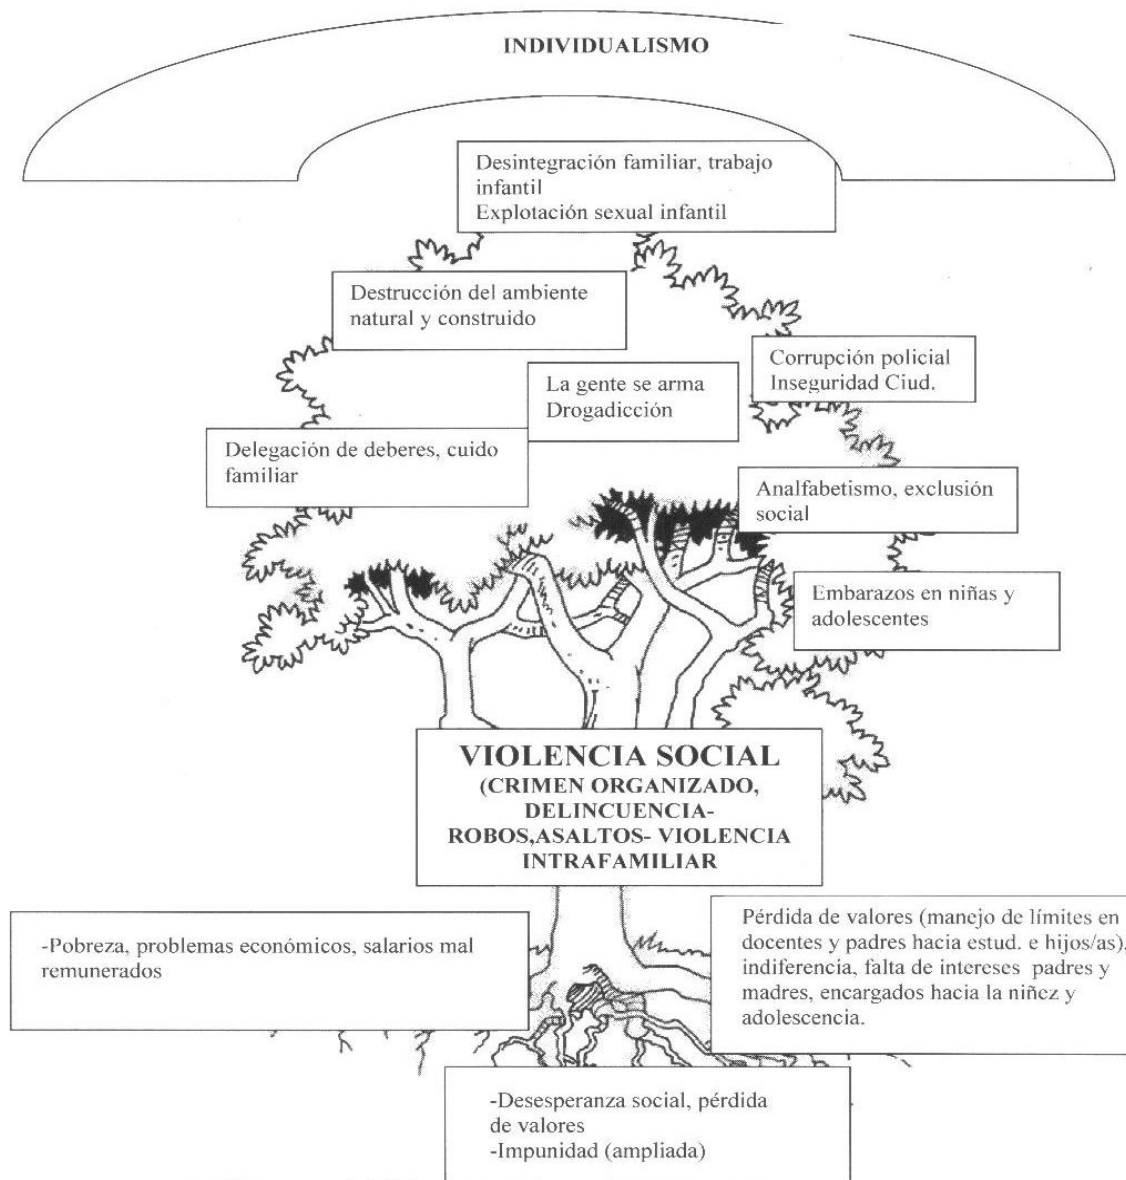 INDIVIDUALISMO
Desintegración familiar, trabajo
infantil
Explotación sexual infantil
Destrucción del ambiente
natural y construido
Corrupción policial
Inseguridad Ciud.
La gente se arma
Drogadicción
Delegación de deberes, cuido
familiar
Analfabetismo, exclusión
social
Embarazos en niñas y
adolescentes
VIOLENCIA SOCIAL
(CRIMEN ORGANIZADO,
DELINCUENCIA-
ROBOS,ASALTOS- VIOLENCIA
INTRAFAMILIAR
-Pobreza, problemas económicos, salarios mal
remunerados
Pérdida de valores (manejo de límites en
docentes y padres hacia estud. e hijos/as),
indiferencia, falta de intereses padres y
madres, encargados hacia la niñez y
adolescencia.
-Desesperanza social, pérdida
de valores
-Impunidad (ampliada)